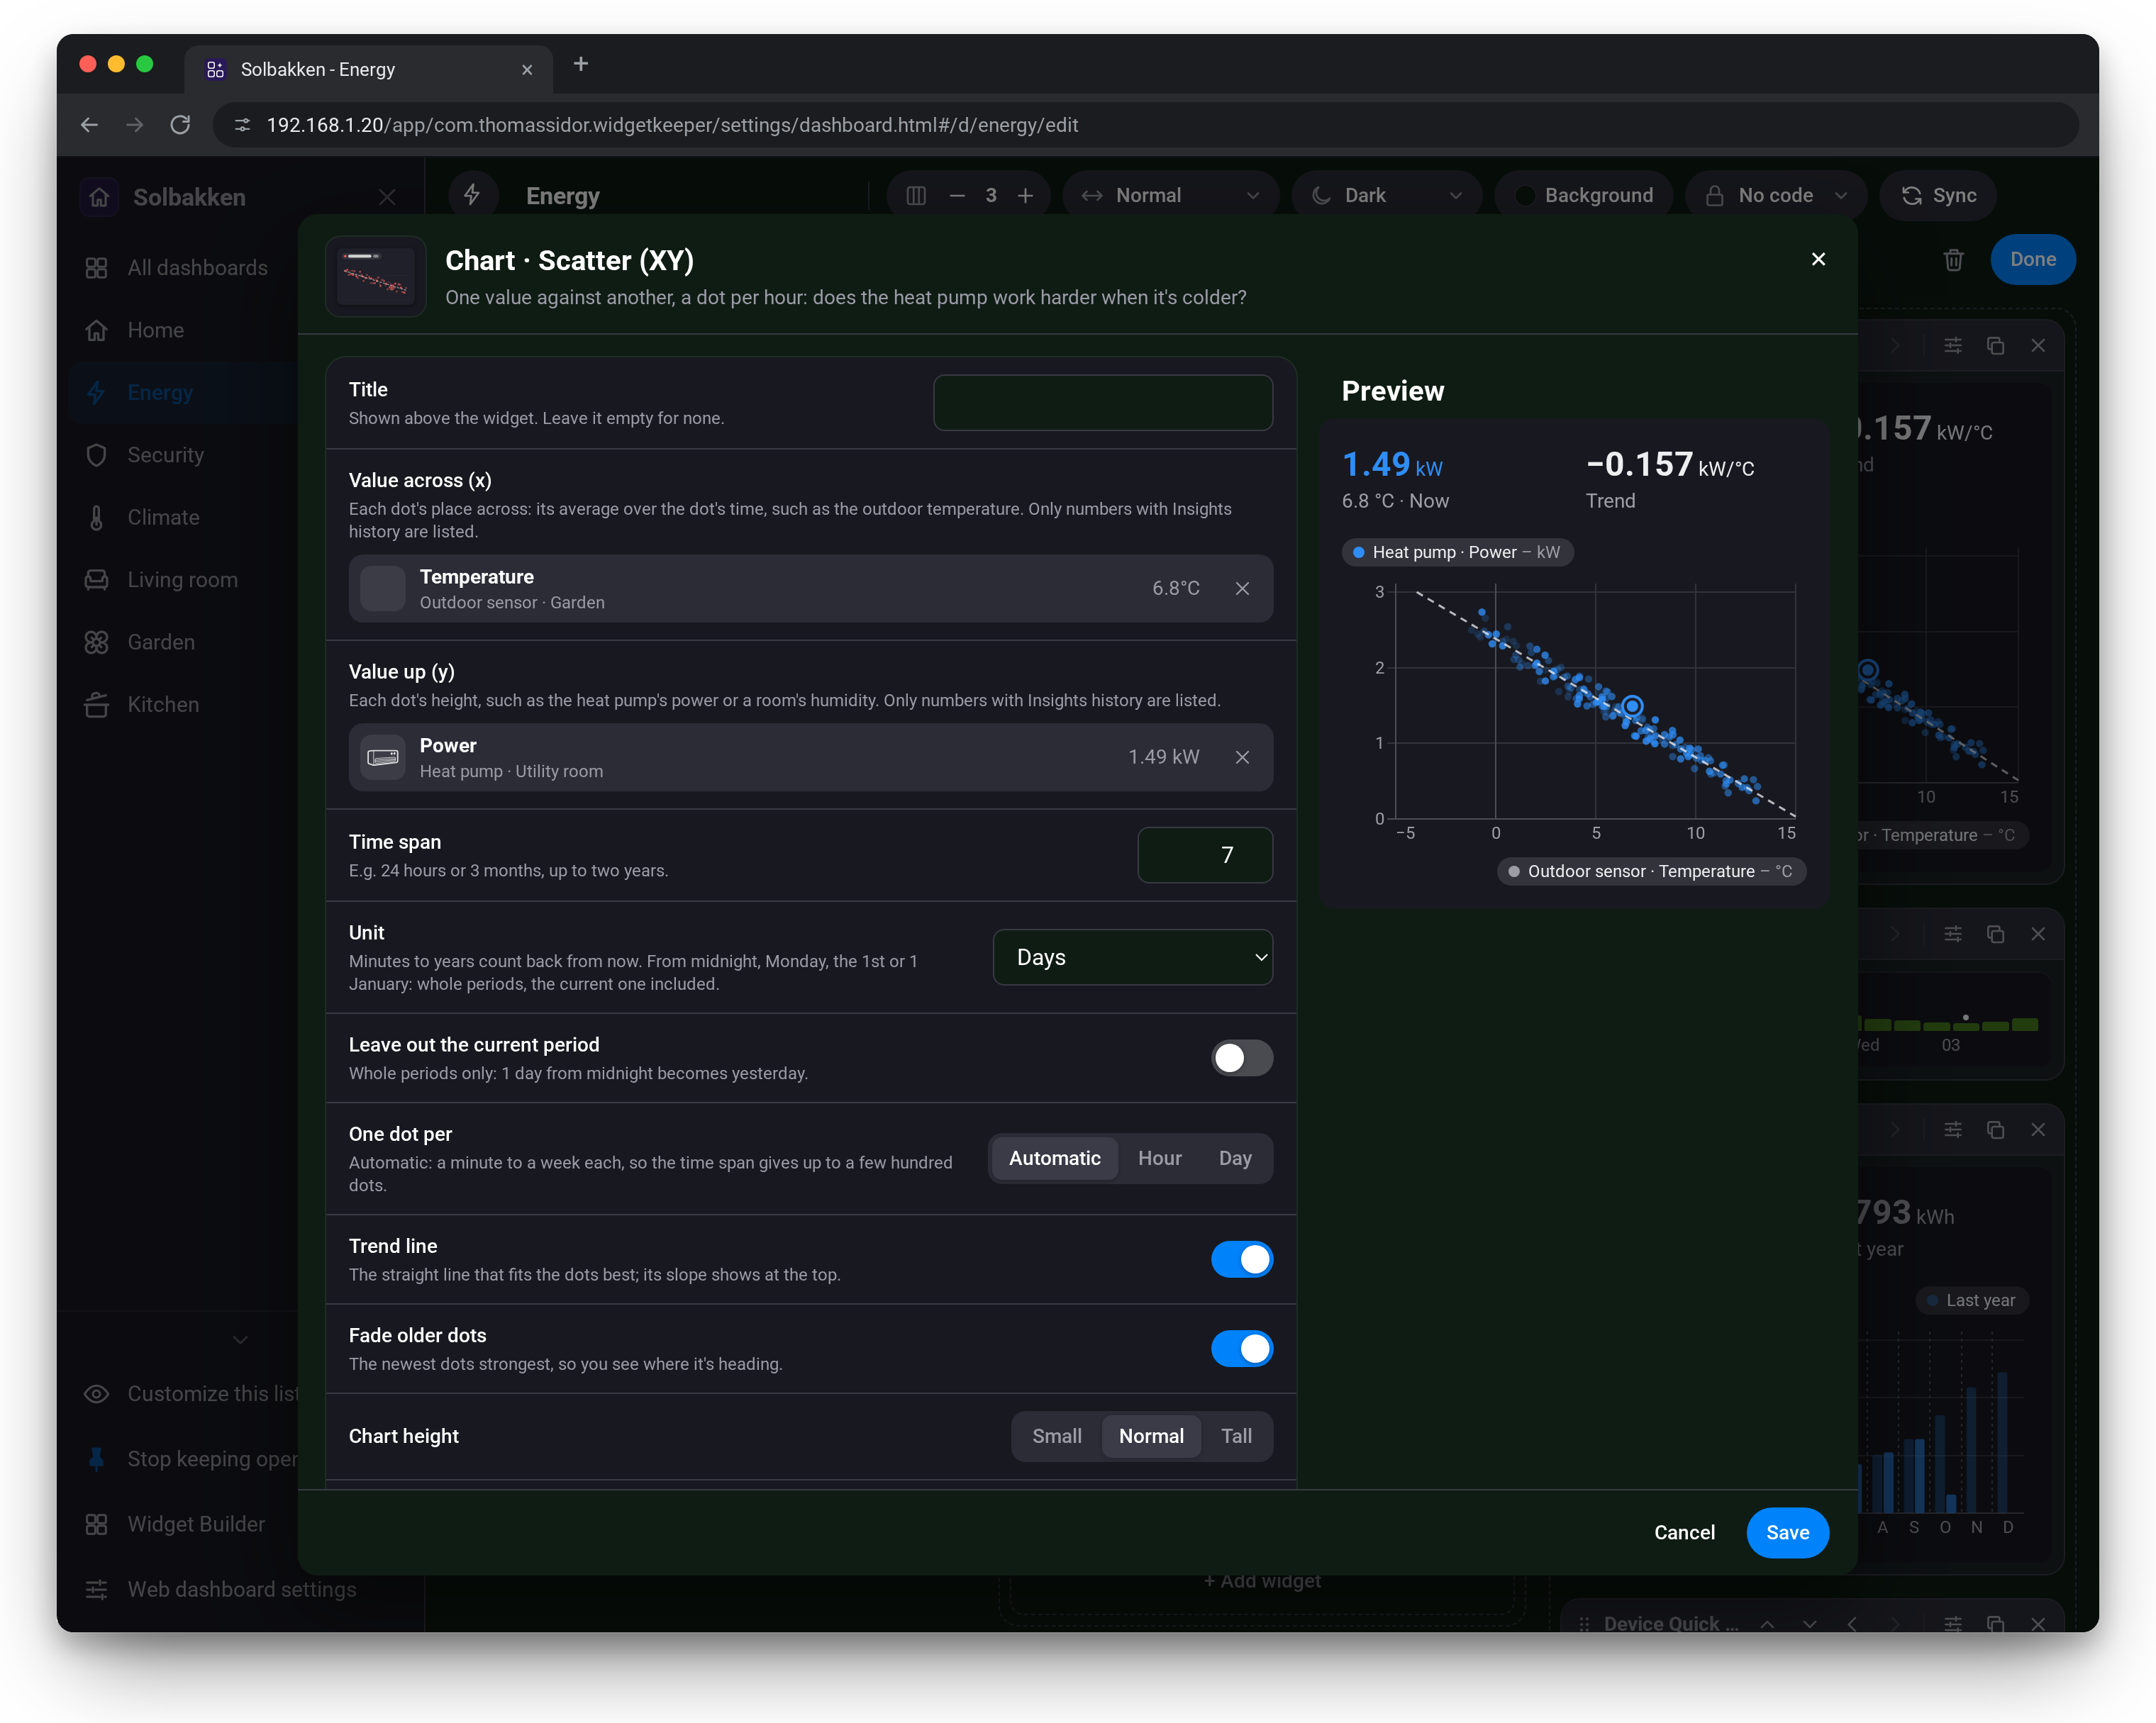 Solbakken - Energy
192.168.1.20/app/com.thomassidor.widgetkeeper/settings/dashboard.html#/d/energy/edit
Solbakken
All dashboards
Home
Energy
Security
Climate
Living room
Garden
Kitchen
Customize this list
Stop keeping open
Widget Builder
Web dashboard settings
Energy
3
Normal
Dark
Background
No code
Sync
Done
Chart · Scatter (XY)
One value against another, a dot per hour: does the heat pump work harder when it's colder?
Title
Shown above the widget. Leave it empty for none.
Value across (x)
Each dot's place across: its average over the dot's time, such as the outdoor temperature. Only numbers with Insights
history are listed.
Temperature
Outdoor sensor · Garden
6.8°C
Value up (y)
Each dot's height, such as the heat pump's power or a room's humidity. Only numbers with Insights history are listed.
Power
Heat pump · Utility room
1.49 kW
Time span
E.g. 24 hours or 3 months, up to two years.
7
Unit
Minutes to years count back from now. From midnight, Monday, the 1st or 1
January: whole periods, the current one included.
Days
Leave out the current period
Whole periods only: 1 day from midnight becomes yesterday.
One dot per
Automatic: a minute to a week each, so the time span gives up to a few hundred
dots.
Automatic
Hour
Day
Trend line
The straight line that fits the dots best; its slope shows at the top.
Fade older dots
The newest dots strongest, so you see where it's heading.
Chart height
Small
Normal
Tall
Preview
1.49 kW
6.8 °C · Now
−0.157 kW/°C
Trend
Heat pump · Power – kW
3
2
1
0
−5
0
5
10
15
Outdoor sensor · Temperature – °C
Cancel
Save
0.157 kW/°C
10
15
Temperature – °C
03
793 kWh
year
Last year
A S O N D
+ Add widget
Device Quick ...